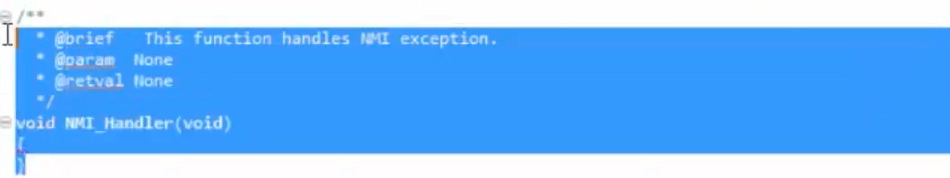 /**
* @brief This function handles NMI exception.
* @param None
* @retval None
*/
void NMI_Handler(void)
{
}